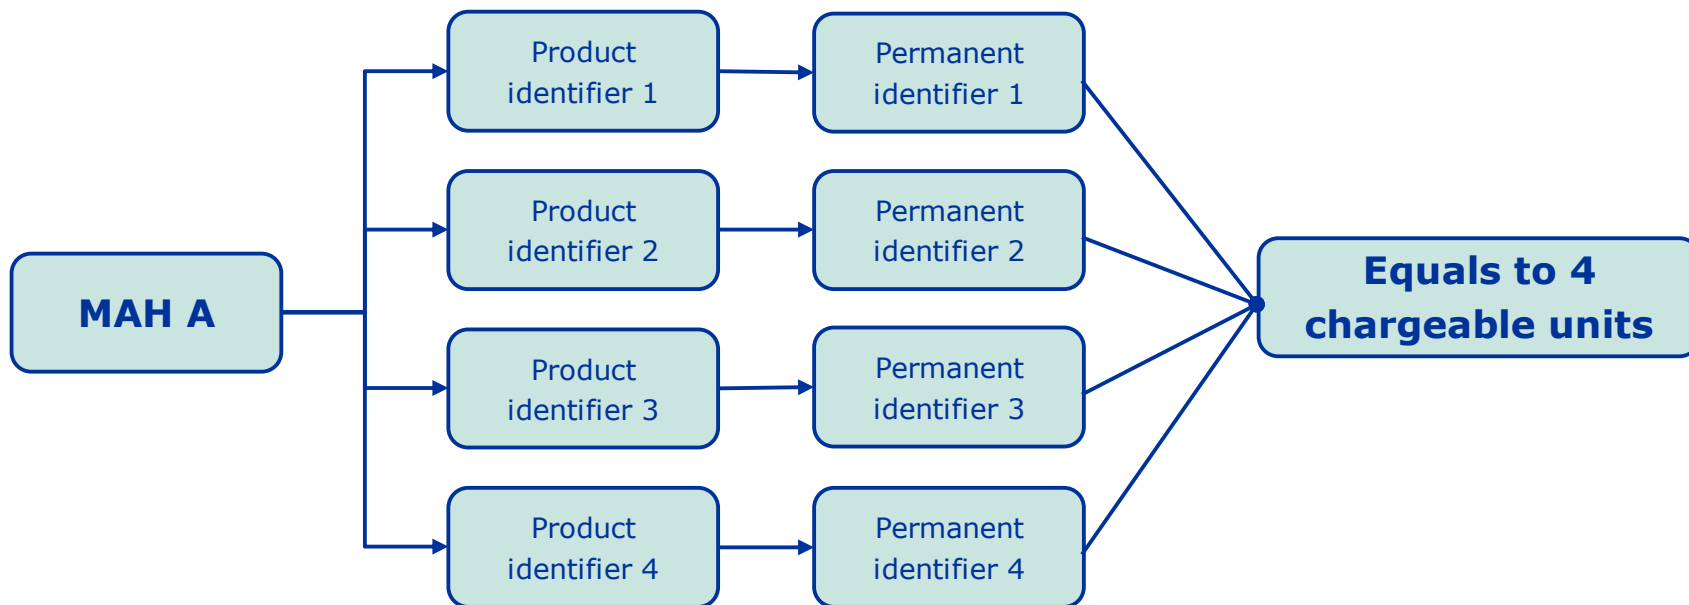 MAH A
Product
identifier 1
Permanent
identifier 1
Product
identifier 2
Permanent
identifier 2
Product
identifier 3
Permanent
identifier 3
Product
identifier 4
Permanent
identifier 4
Equals to 4
chargeable units